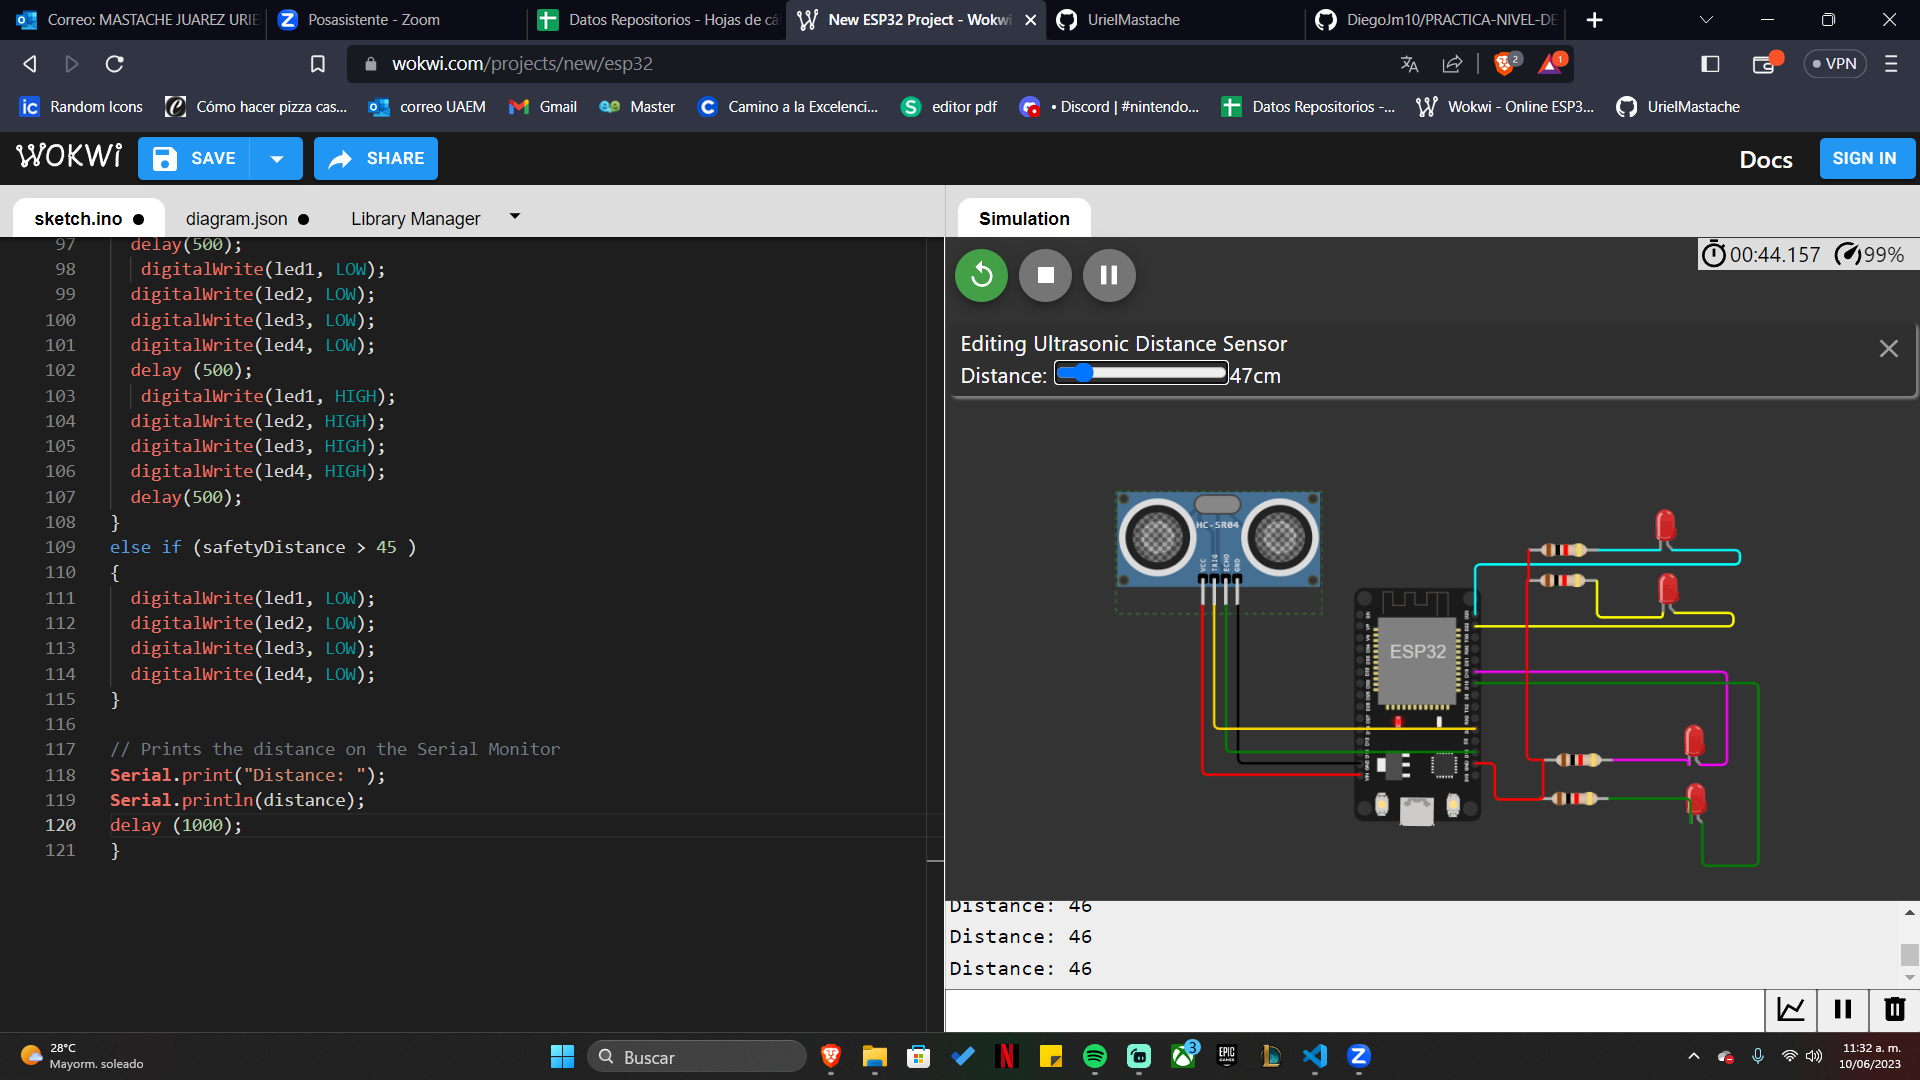 Correo: MASTACHE JUAREZ URIE
Posasistente - Zoom
Datos Repositorios - Hojas de cá
New ESP32 Project - Wokwi
UrielMastache
DiegoJm10/PRACTICA-NIVEL-DE
wokwi.com/projects/new/esp32
2
1
VPN
Random Icons
Cómo hacer pizza cas...
correo UAEM
Gmail
Master
Camino a la Excelenci...
editor pdf
• Discord | #nintendo...
Datos Repositorios -...
Wokwi - Online ESP3...
UrielMastache
WOKWi
SAVE
SHARE
Docs
SIGN IN
sketch.ino
diagram.json
Library Manager
Simulation
97 delay(500);
98 digitalWrite(led1, LOW);
99 digitalWrite(led2, LOW);
100 digitalWrite(led3, LOW);
101 digitalWrite(led4, LOW);
102 delay (500);
103 digitalWrite(led1, HIGH);
104 digitalWrite(led2, HIGH);
105 digitalWrite(led3, HIGH);
106 digitalWrite(led4, HIGH);
107 delay(500);
108 }
109 else if (safetyDistance > 45 )
110 {
111 digitalWrite(led1, LOW);
112 digitalWrite(led2, LOW);
113 digitalWrite(led3, LOW);
114 digitalWrite(led4, LOW);
115 }
116
117 // Prints the distance on the Serial Monitor
118 Serial.print("Distance: ");
119 Serial.println(distance);
120 delay (1000);
121 }
00:44.157
99%
Editing Ultrasonic Distance Sensor
Distance: 47cm
HC-SR04
VCC
TRIG
ECHO
GND
ESP32
Distance: 46
Distance: 46
Distance: 46
28°C
Mayorm. soleado
Buscar
3
EPIC
GAMES
11:32 a. m.
10/06/2023